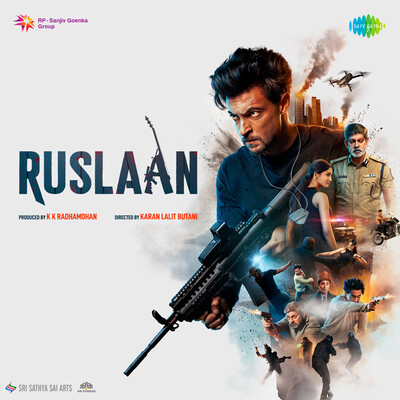 RP-Sanjiv Goenka
Group
SAREGAMA
RUSLAAN
PRODUCED BY K K RADHAMOHAN DIRECTED BY KARAN LALIT BUTANI
SRI SATHYA SAI ARTS